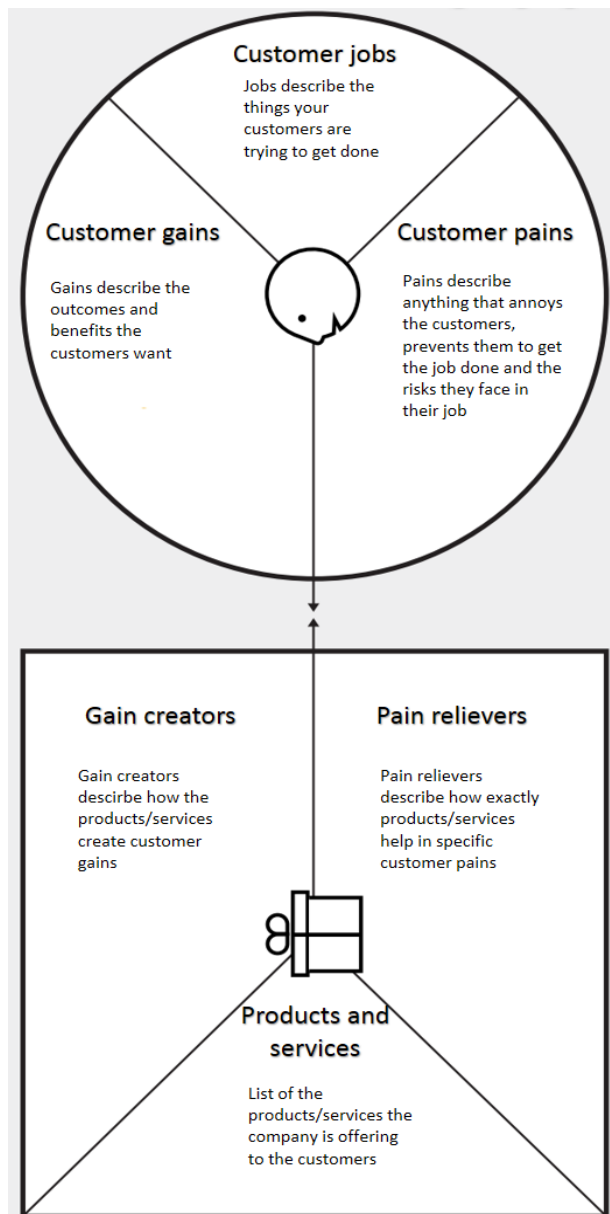 Customer jobs
Jobs describe the
things your
customers are
trying to get done
Customer gains
Gains describe the
outcomes and
benefits the
customers want
Customer pains
Pains describe
anything that annoys
the customers,
prevents them to get
the job done and the
risks they face in
their job
Gain creators
Gain creators
descirbe how the
products/services
create customer
gains
Pain relievers
Pain relievers
describe how exactly
products/services
help in specific
customer pains
Products and
services
List of the
products/services the
company is offering
to the customers